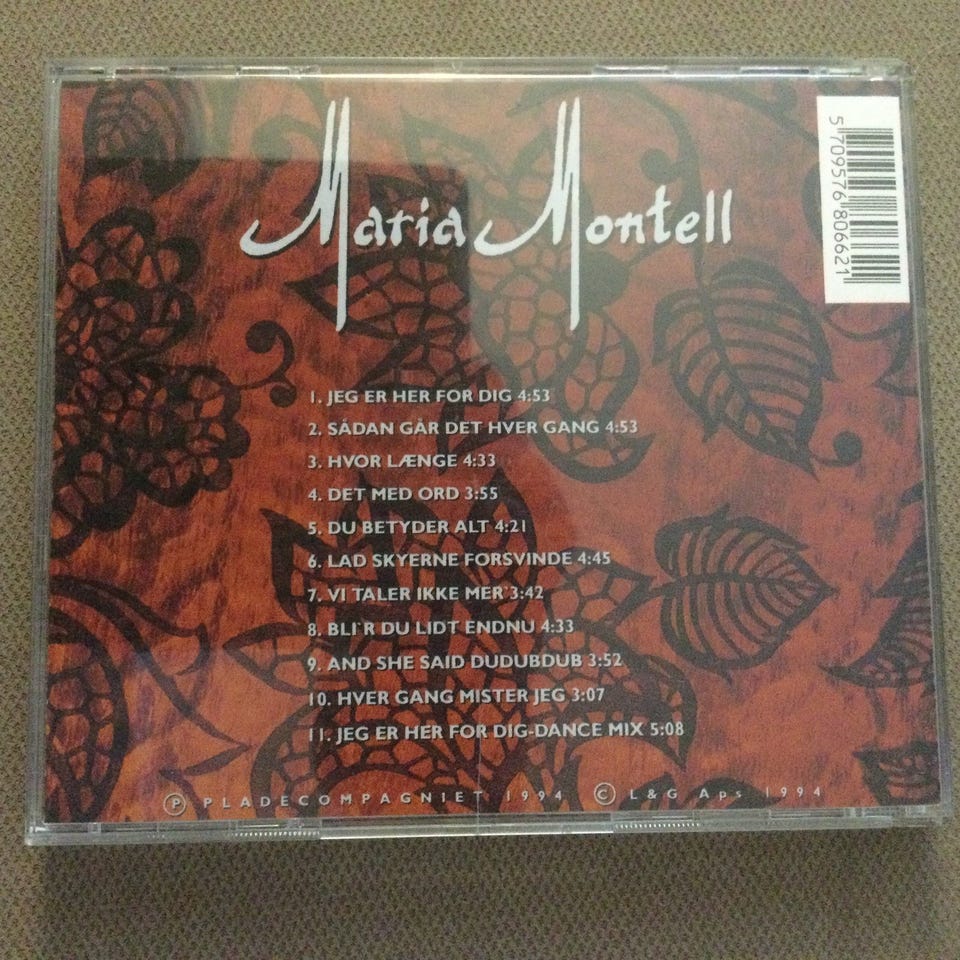 Maria Montell
5 709576 806621
1. JEG ER HER FOR DIG 4:53
2. SÅDAN GÅR DET HVER GANG 4:53
3. HVOR LÆNGE 4:33
4. DET MED ORD 3:55
5. DU BETYDER ALT 4:21
6. LAD SKYERNE FORSVINDE 4:45
7. VI TALER IKKE MER' 3:42
8. BLI'R DU LIDT ENDNU 4:33
9. AND SHE SAID DUDUBDUB 3:52
10. HVER GANG MISTER JEG 3:07
11. JEG ER HER FOR DIG-DANCE MIX 5:08
Ⓟ PLADECOMPAGNIET 1994 © L&G Aps 1994